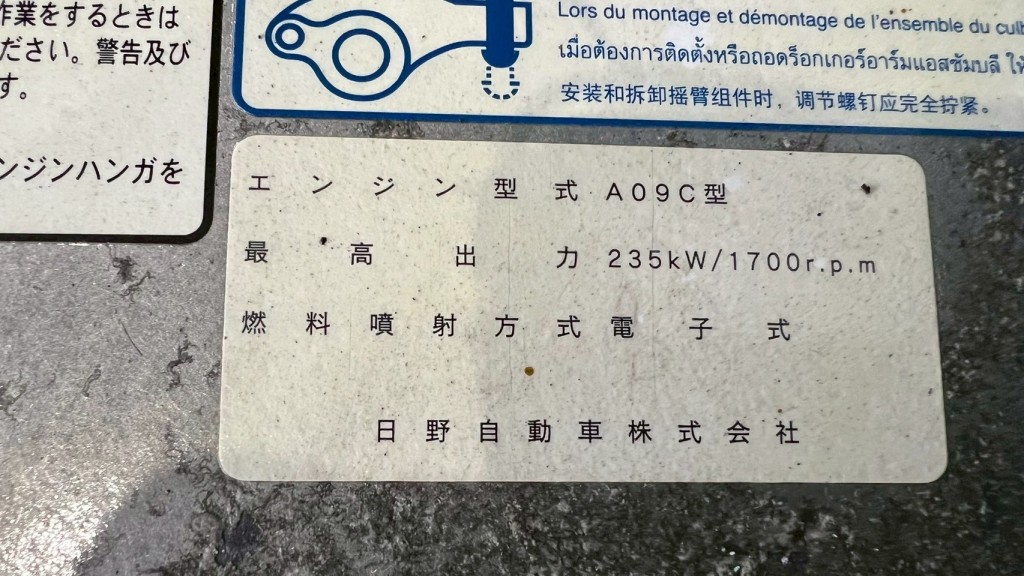 作業をするときは
ださい。警告及び
す。
ンジンハンガを
Lors du montage et démontage de l'ensemble du
เมื่อต้องการติดตั้งหรือถอดร็อกเกอร์อาร์มแอสซัมบลี
安装和拆卸摇臂组件时，调节螺钉应完全拧紧。
エンジン型式 A09C型
最高出力 235kW/1700r.p.m
燃料噴射方式 電子式
日野自動車株式会社